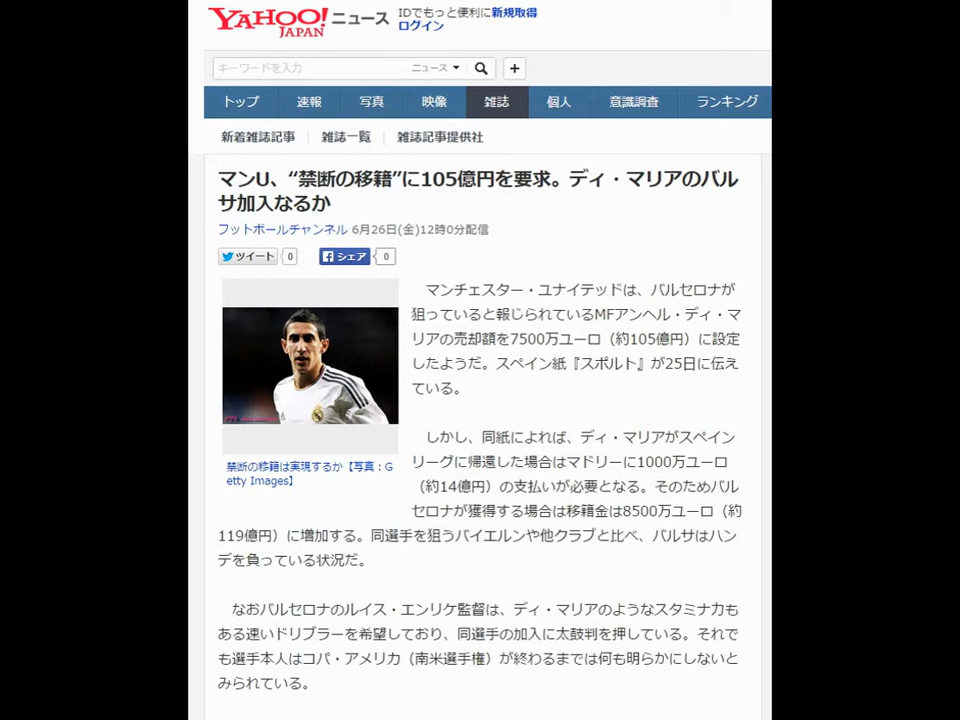 YAHOO!
JAPAN
ニュース
IDでもっと便利に新規取得
ログイン
キーワードを入力
ニュース
+
トップ 速報 写真 映像 雑誌 個人 意識調査 ランキング
新着雑誌記事 雑誌一覧 雑誌記事提供社
マンU、“禁断の移籍”に105億円を要求。ディ・マリアのバル
サ加入なるか
フットボールチャンネル 6月26日(金)12時0分配信
ツイート 0 シェア 0
マンチェスター・ユナイテッドは、バルセロナが
狙っていると報じられているMFアンヘル・ディ・マ
リアの売却額を7500万ユーロ（約105億円）に設定
したようだ。スペイン紙『スポルト』が25日に伝え
ている。
しかし、同紙によれば、ディ・マリアがスペイン
リーグに帰還した場合はマドリーに1000万ユーロ
（約14億円）の支払いが必要となる。そのためバル
セロナが獲得する場合は移籍金は8500万ユーロ（約
119億円）に増加する。同選手を狙うバイエルンや他クラブと比べ、バルサはハン
デを負っている状況だ。
禁断の移籍は実現するか【写真：G
etty Images】
なおバルセロナのルイス・エンリケ監督は、ディ・マリアのようなスタミナ力も
ある速いドリブラーを希望しており、同選手の加入に太鼓判を押している。それで
も選手本人はコパ・アメリカ（南米選手権）が終わるまでは何も明らかにしないと
みられている。